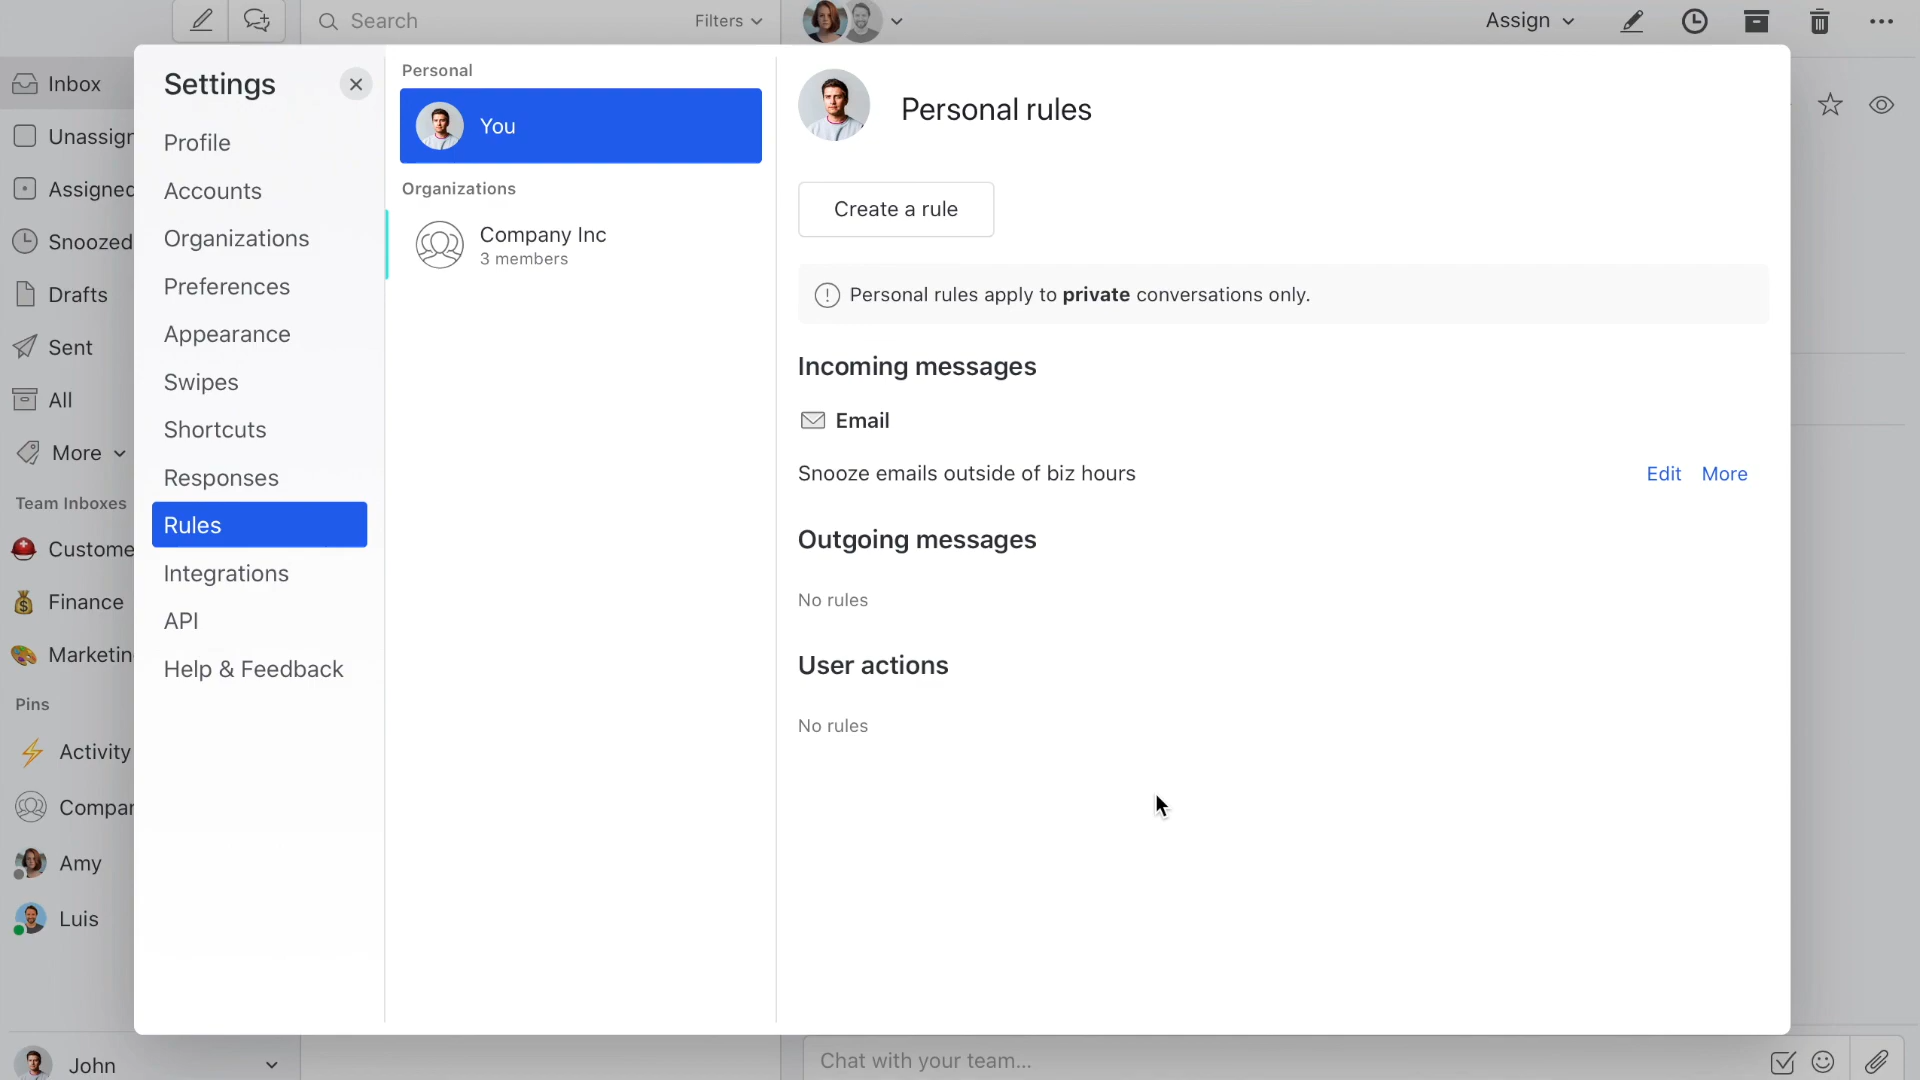 Search
Filters
Assign
Inbox
Unassign
Assigned
Snoozed
Drafts
Sent
All
More
Team Inboxes
Custome
Finance
Marketin
Pins
Activity
Compar
Amy
Luis
John
Settings
Profile
Accounts
Organizations
Preferences
Appearance
Swipes
Shortcuts
Responses
Rules
Integrations
API
Help & Feedback
Personal
You
Organizations
Company Inc
3 members
Personal rules
Create a rule
Personal rules apply to private conversations only.
Incoming messages
Email
Snooze emails outside of biz hours
Edit More
Outgoing messages
No rules
User actions
No rules
Chat with your team...